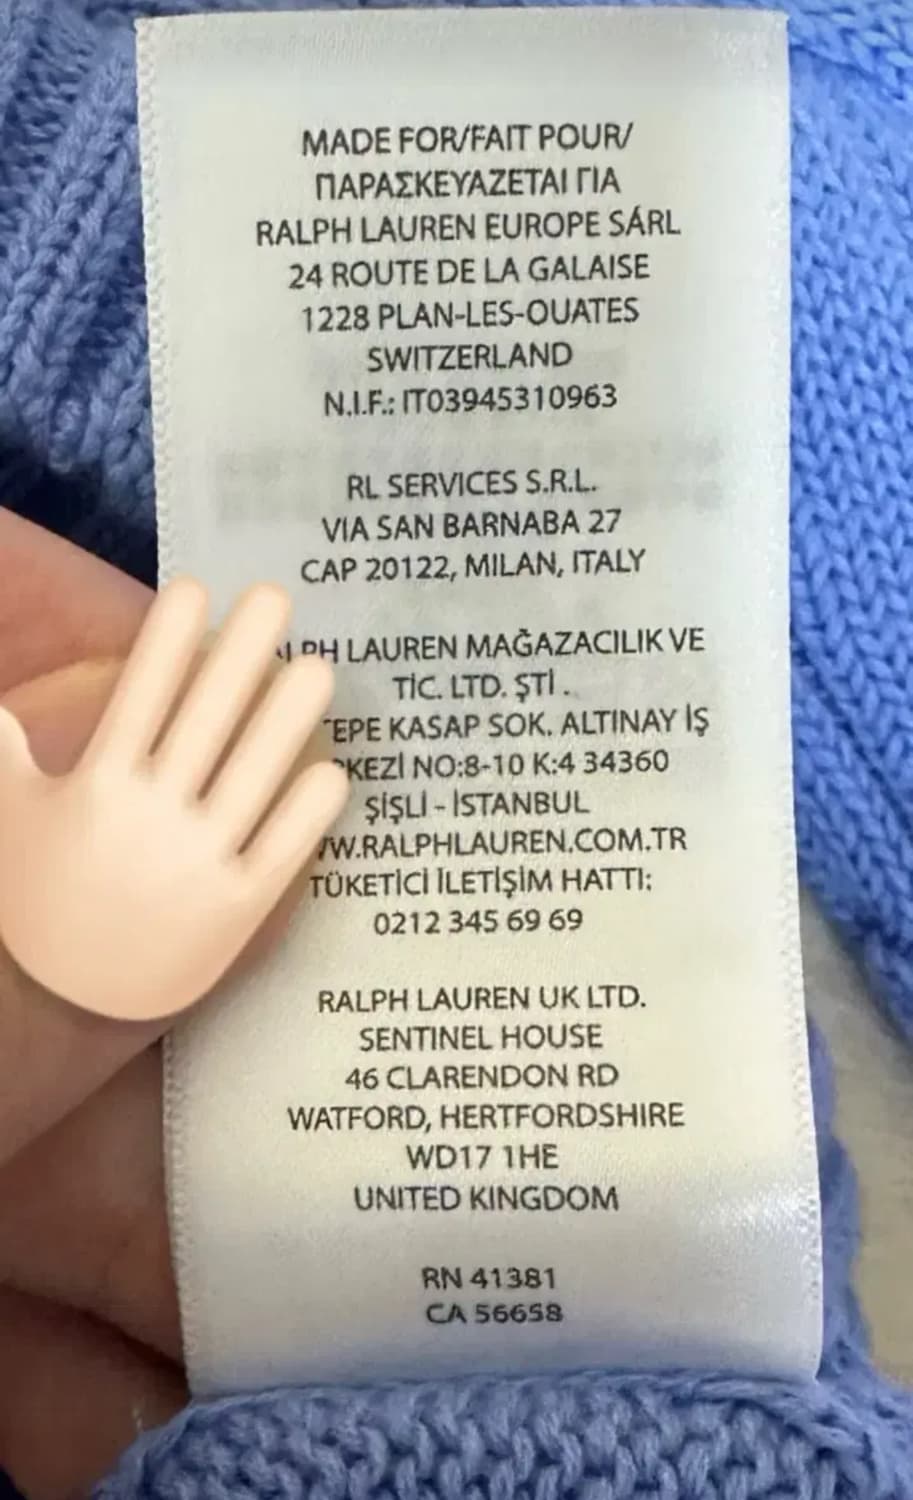 MADE FOR/FAIT POUR/
ΠΑΡΑΣΚΕΥΑΖΕΤΑΙ ΓΙΑ
RALPH LAUREN EUROPE SÁRL
24 ROUTE DE LA GALAISE
1228 PLAN-LES-OUATES
SWITZERLAND
N.I.F.: IT03945310963
RL SERVICES S.R.L.
VIA SAN BARNABA 27
CAP 20122, MILAN, ITALY
LAUREN MAĞAZACILIK VE
TİC. LTD. ŞTİ.
KASAP SOK. ALTINAY İŞ
NO:8-10 K:4 34360
ŞİŞLİ - İSTANBUL
W.RALPHLAUREN.COM.TR
TÜKETİCİ İLETİŞİM HATTI:
0212 345 69 69
RALPH LAUREN UK LTD.
SENTINEL HOUSE
46 CLARENDON RD
WATFORD, HERTFORDSHIRE
WD17 1HE
UNITED KINGDOM
RN 41381
CA 56658